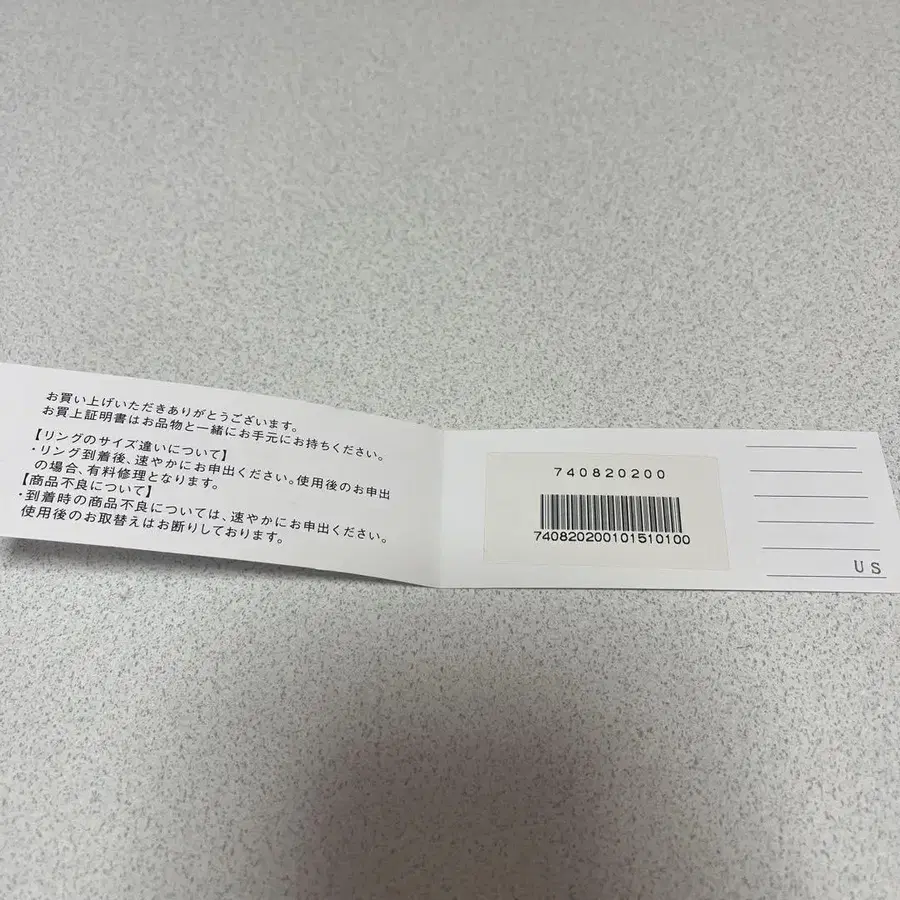 お買い上げいただきありがとうございます。
お買上証明書はお品物と一緒にお手元にお持ちください。
【リングのサイズ違いについて】
・リング到着後、速やかにお申出ください。使用後のお申出
の場合、有料修理となります。
【商品不良について】
・到着時の商品不良については、速やかにお申出ください。
使用後のお取替えはお断りしております。
740820200
740820200101510100
US